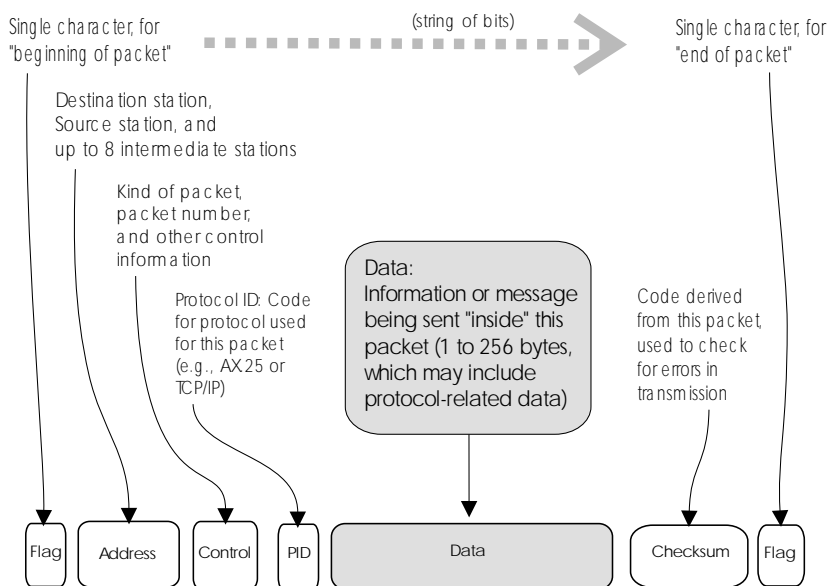 Single character, for
"beginning of packet"
(string of bits)
Single character, for
"end of packet"
Destination station,
Source station, and
up to 8 intermediate stations
Kind of packet,
packet number,
and other control
information
Protocol ID: Code
for protocol used
for this packet
(e.g., AX.25 or
TCP/IP)
Data:
Information or message
being sent "inside" this
packet (1 to 256 bytes,
which may include
protocol-related data)
Code derived
from this packet,
used to check
for errors in
transmission
Flag
Address
Control
PID
Data
Checksum
Flag